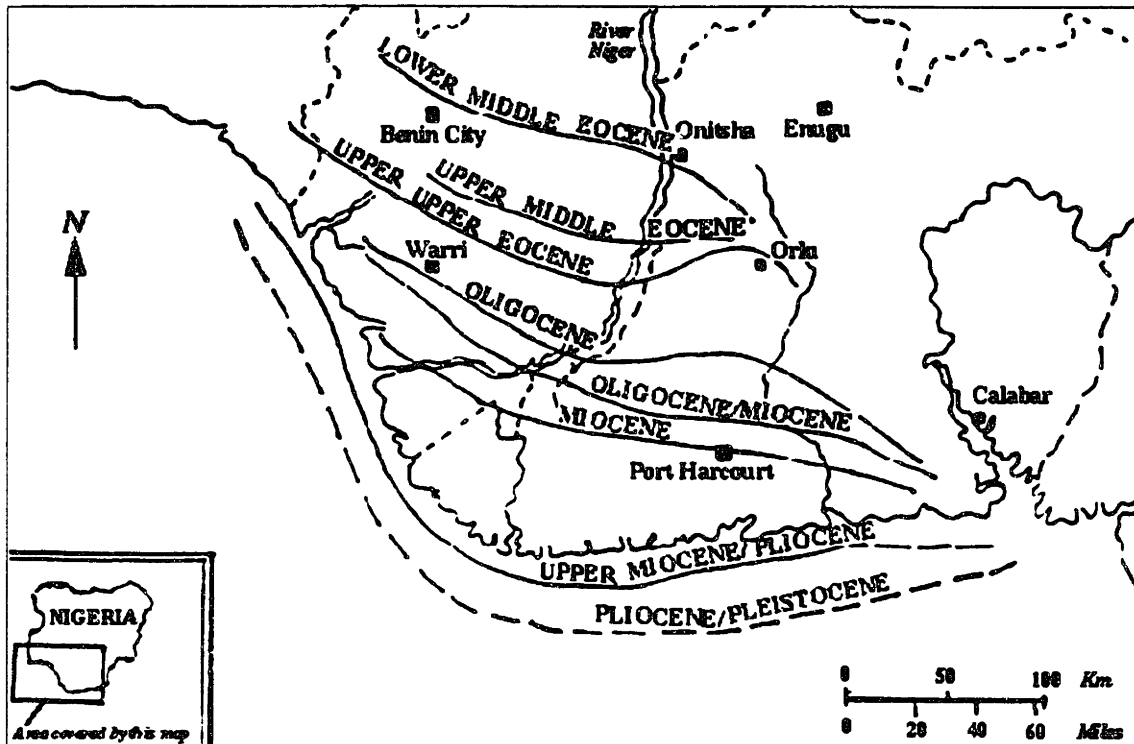 River
Niger
LOWER MIDDLE EOCENE
Benin City
Onitsha
Enugu
UPPER MIDDLE EOCENE
UPPER UPPER EOCENE
N
Warri
Orlu
OLIGOCENE
OLIGOCENE/MIOCENE
Calabar
MIOCENE
Port Harcourt
UPPER MIOCENE/PLIOCENE
PLIOCENE/PLEISTOCENE
NIGERIA
Area covered by this map
0 50 100 Km
0 20 40 60 Miles